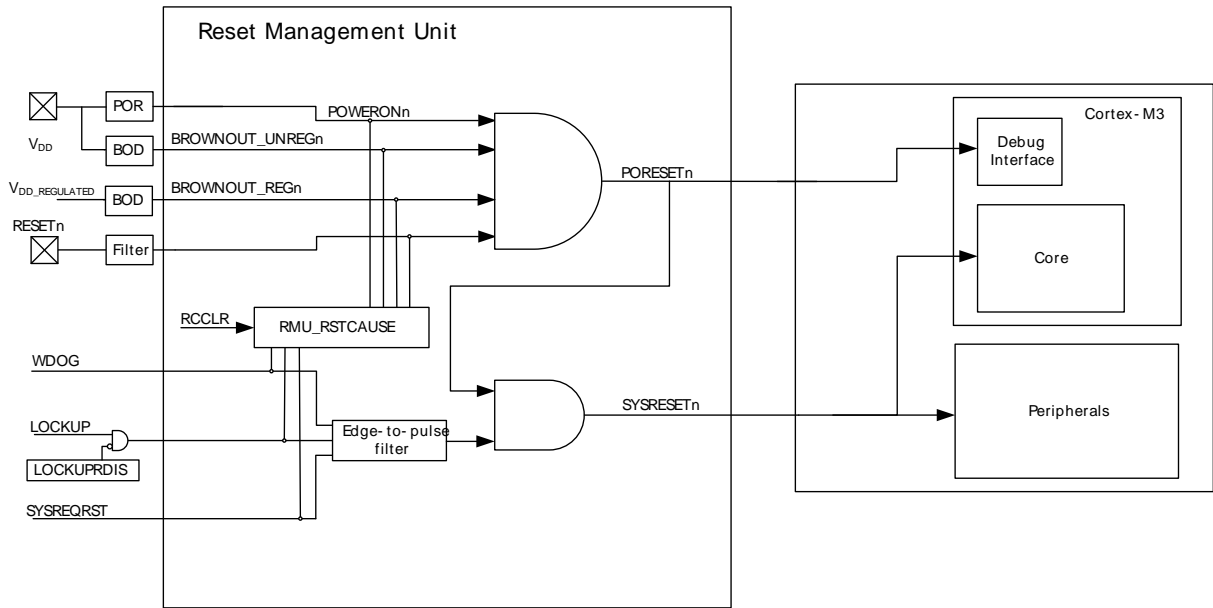 Reset Management Unit
POR
POWERONn
Cortex-M3
VDD
BOD
BROWNOUT_UNREGn
Debug
Interface
PORESETn
VDD_REGULATED
BOD
BROWNOUT_REGn
RESETn
Filter
Core
RCCLR
RMU_RSTCAUSE
WDOG
SYSRESETn
Peripherals
LOCKUP
Edge-to-pulse
filter
LOCKUPRDIS
SYSREQRST